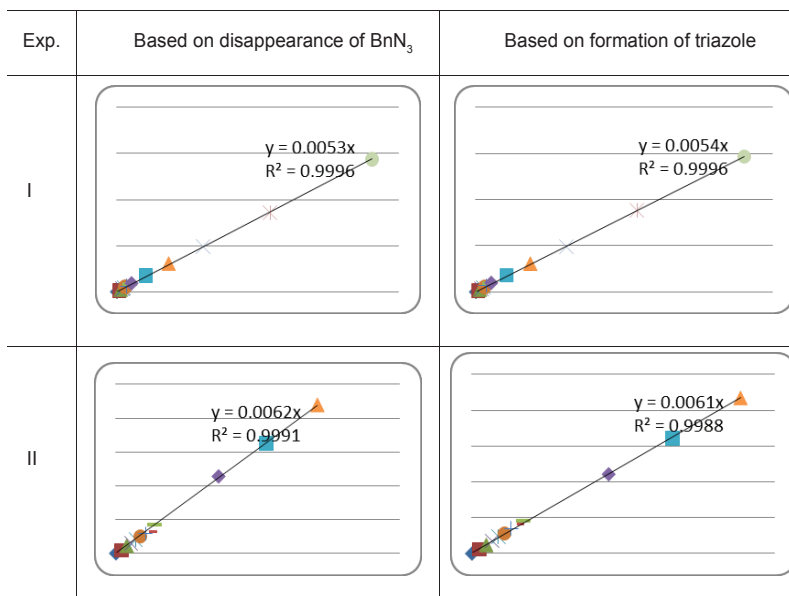 Exp.
Based on disappearance of BnN₃
Based on formation of triazole
I
y = 0.0053x
R² = 0.9996
y = 0.0054x
R² = 0.9996
II
y = 0.0062x
R² = 0.9991
y = 0.0061x
R² = 0.9988